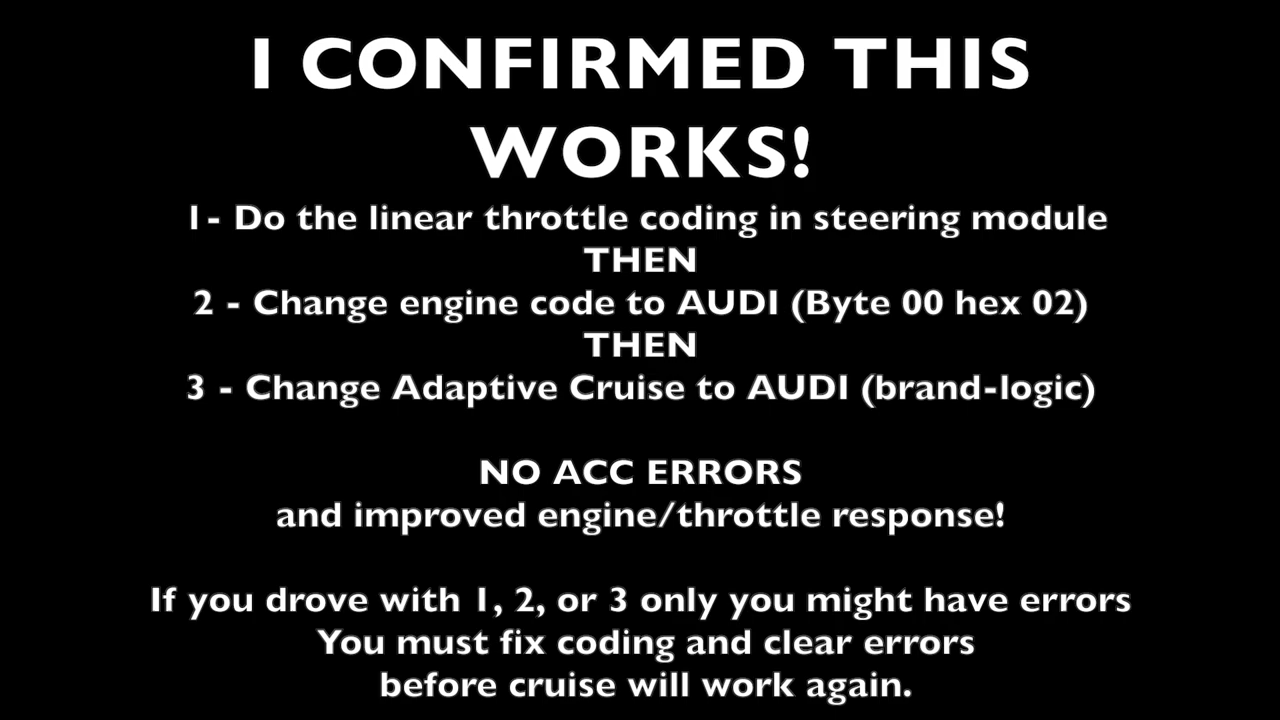 I CONFIRMED THIS
WORKS!
1- Do the linear throttle coding in steering module
THEN
2 - Change engine code to AUDI (Byte 00 hex 02)
THEN
3 - Change Adaptive Cruise to AUDI (brand-logic)
NO ACC ERRORS
and improved engine/throttle response!
If you drove with 1, 2, or 3 only you might have errors
You must fix coding and clear errors
before cruise will work again.